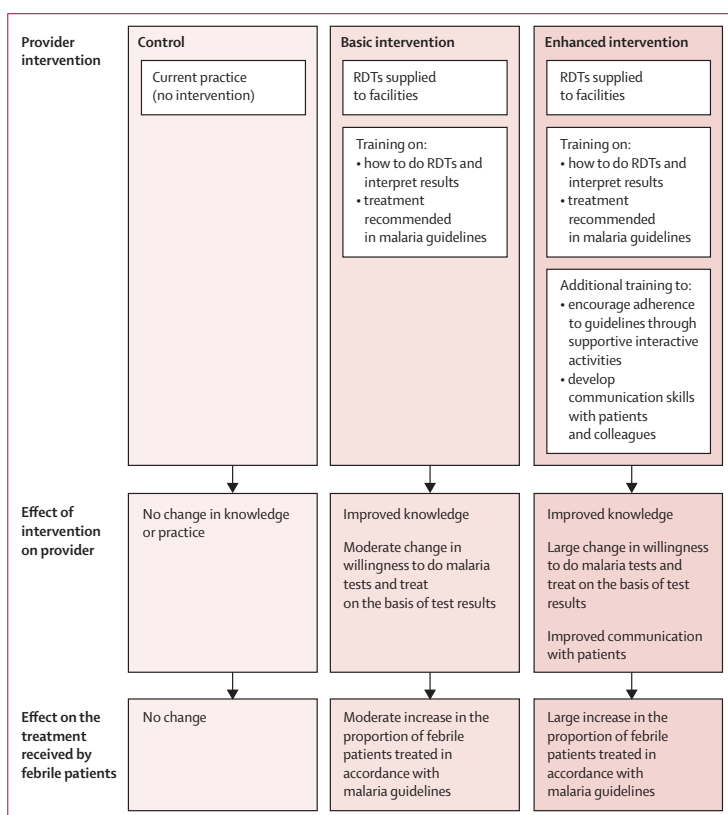 Provider
intervention
Control
Current practice
(no intervention)
Basic intervention
RDTs supplied
to facilities
Training on:
• how to do RDTs and
interpret results
• treatment
recommended
in malaria guidelines
Enhanced intervention
RDTs supplied
to facilities
Training on:
• how to do RDTs and
interpret results
• treatment
recommended
in malaria guidelines
Additional training to:
• encourage adherence
to guidelines through
supportive interactive
activities
• develop
communication skills
with patients
and colleagues
Effect of
intervention
on provider
No change in knowledge
or practice
Improved knowledge
Moderate change in
willingness to do malaria
tests and treat
on the basis of test results
Improved knowledge
Large change in willingness
to do malaria tests and
treat on the basis of test
results
Improved communication
with patients
Effect on the
treatment
received by
febrile patients
No change
Moderate increase in the
proportion of febrile
patients treated in
accordance with
malaria guidelines
Large increase in the
proportion of febrile
patients treated in
accordance with
malaria guidelines